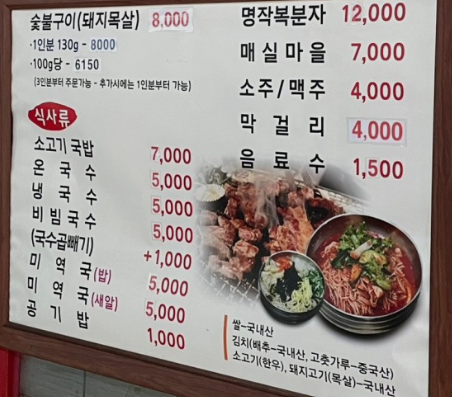 숯불구이(돼지목살) 8,000
·1인분 130g - 8000
·100g당 - 6150
(3인분부터 주문가능 - 추가시에는 1인분부터 가능)
식사류
소고기 국밥 7,000
온국수 5,000
냉국수 5,000
비빔국수 5,000
(국수곱빼기) +1,000
미역국(밥) 5,000
미역국(새알) 5,000
공기밥 1,000
명작복분자 12,000
매실마을 7,000
소주/맥주 4,000
막걸리 4,000
음료수 1,500
쌀-국내산
김치(배추-국내산, 고춧가루-중국산)
소고기(한우), 돼지고기(목살)-국내산